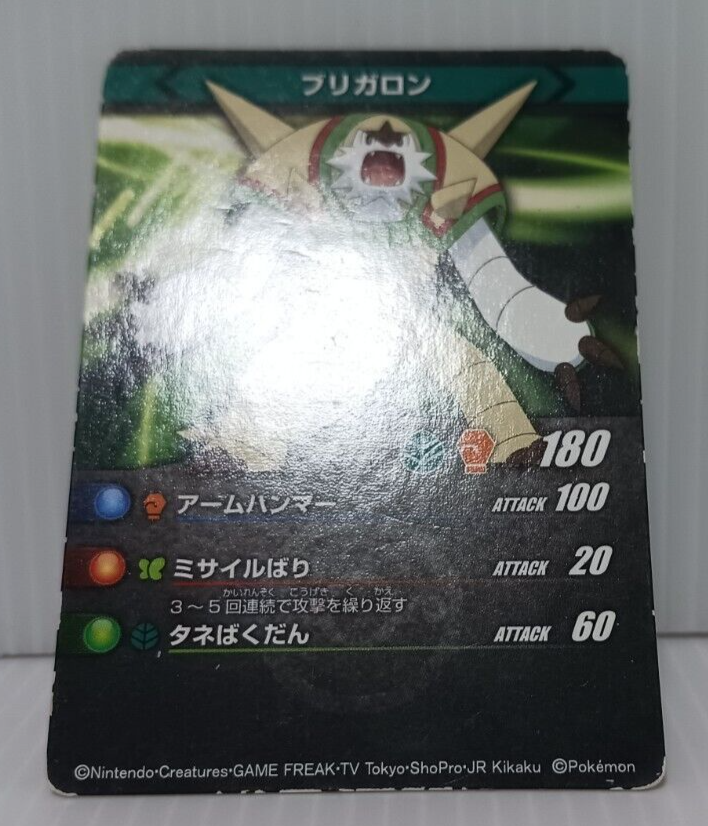 ブリガロン
180
アームハンマー ATTACK 100
ミサイルばり ATTACK 20
かいれんぞく こうげき く かえ
3～5回連続で攻撃を繰り返す
タネばくだん ATTACK 60
©Nintendo･Creatures･GAME FREAK･TV Tokyo･ShoPro･JR Kikaku ©Pokémon